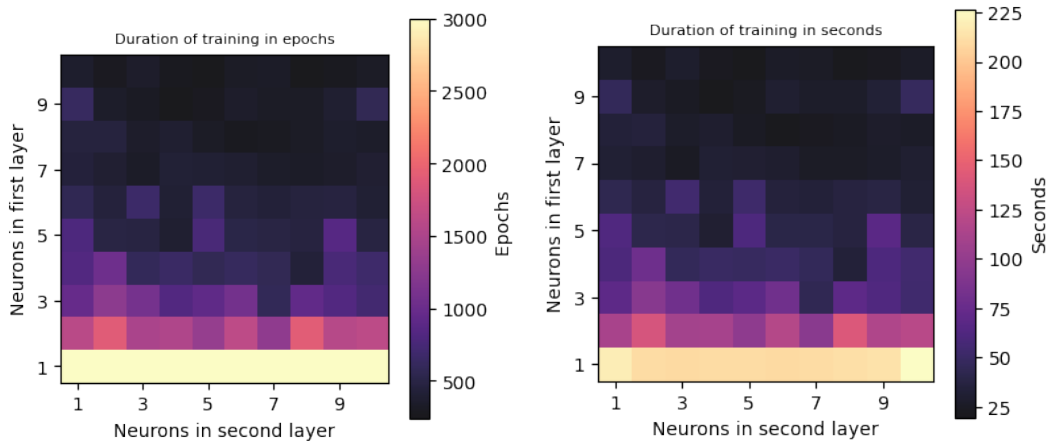 Duration of training in epochs
Neurons in first layer
9
7
5
3
1
1 3 5 7 9
Neurons in second layer
3000
2500
2000
1500
1000
500
Epochs
Duration of training in seconds
Neurons in first layer
9
7
5
3
1
1 3 5 7 9
Neurons in second layer
225
200
175
150
125
100
75
50
25
Seconds